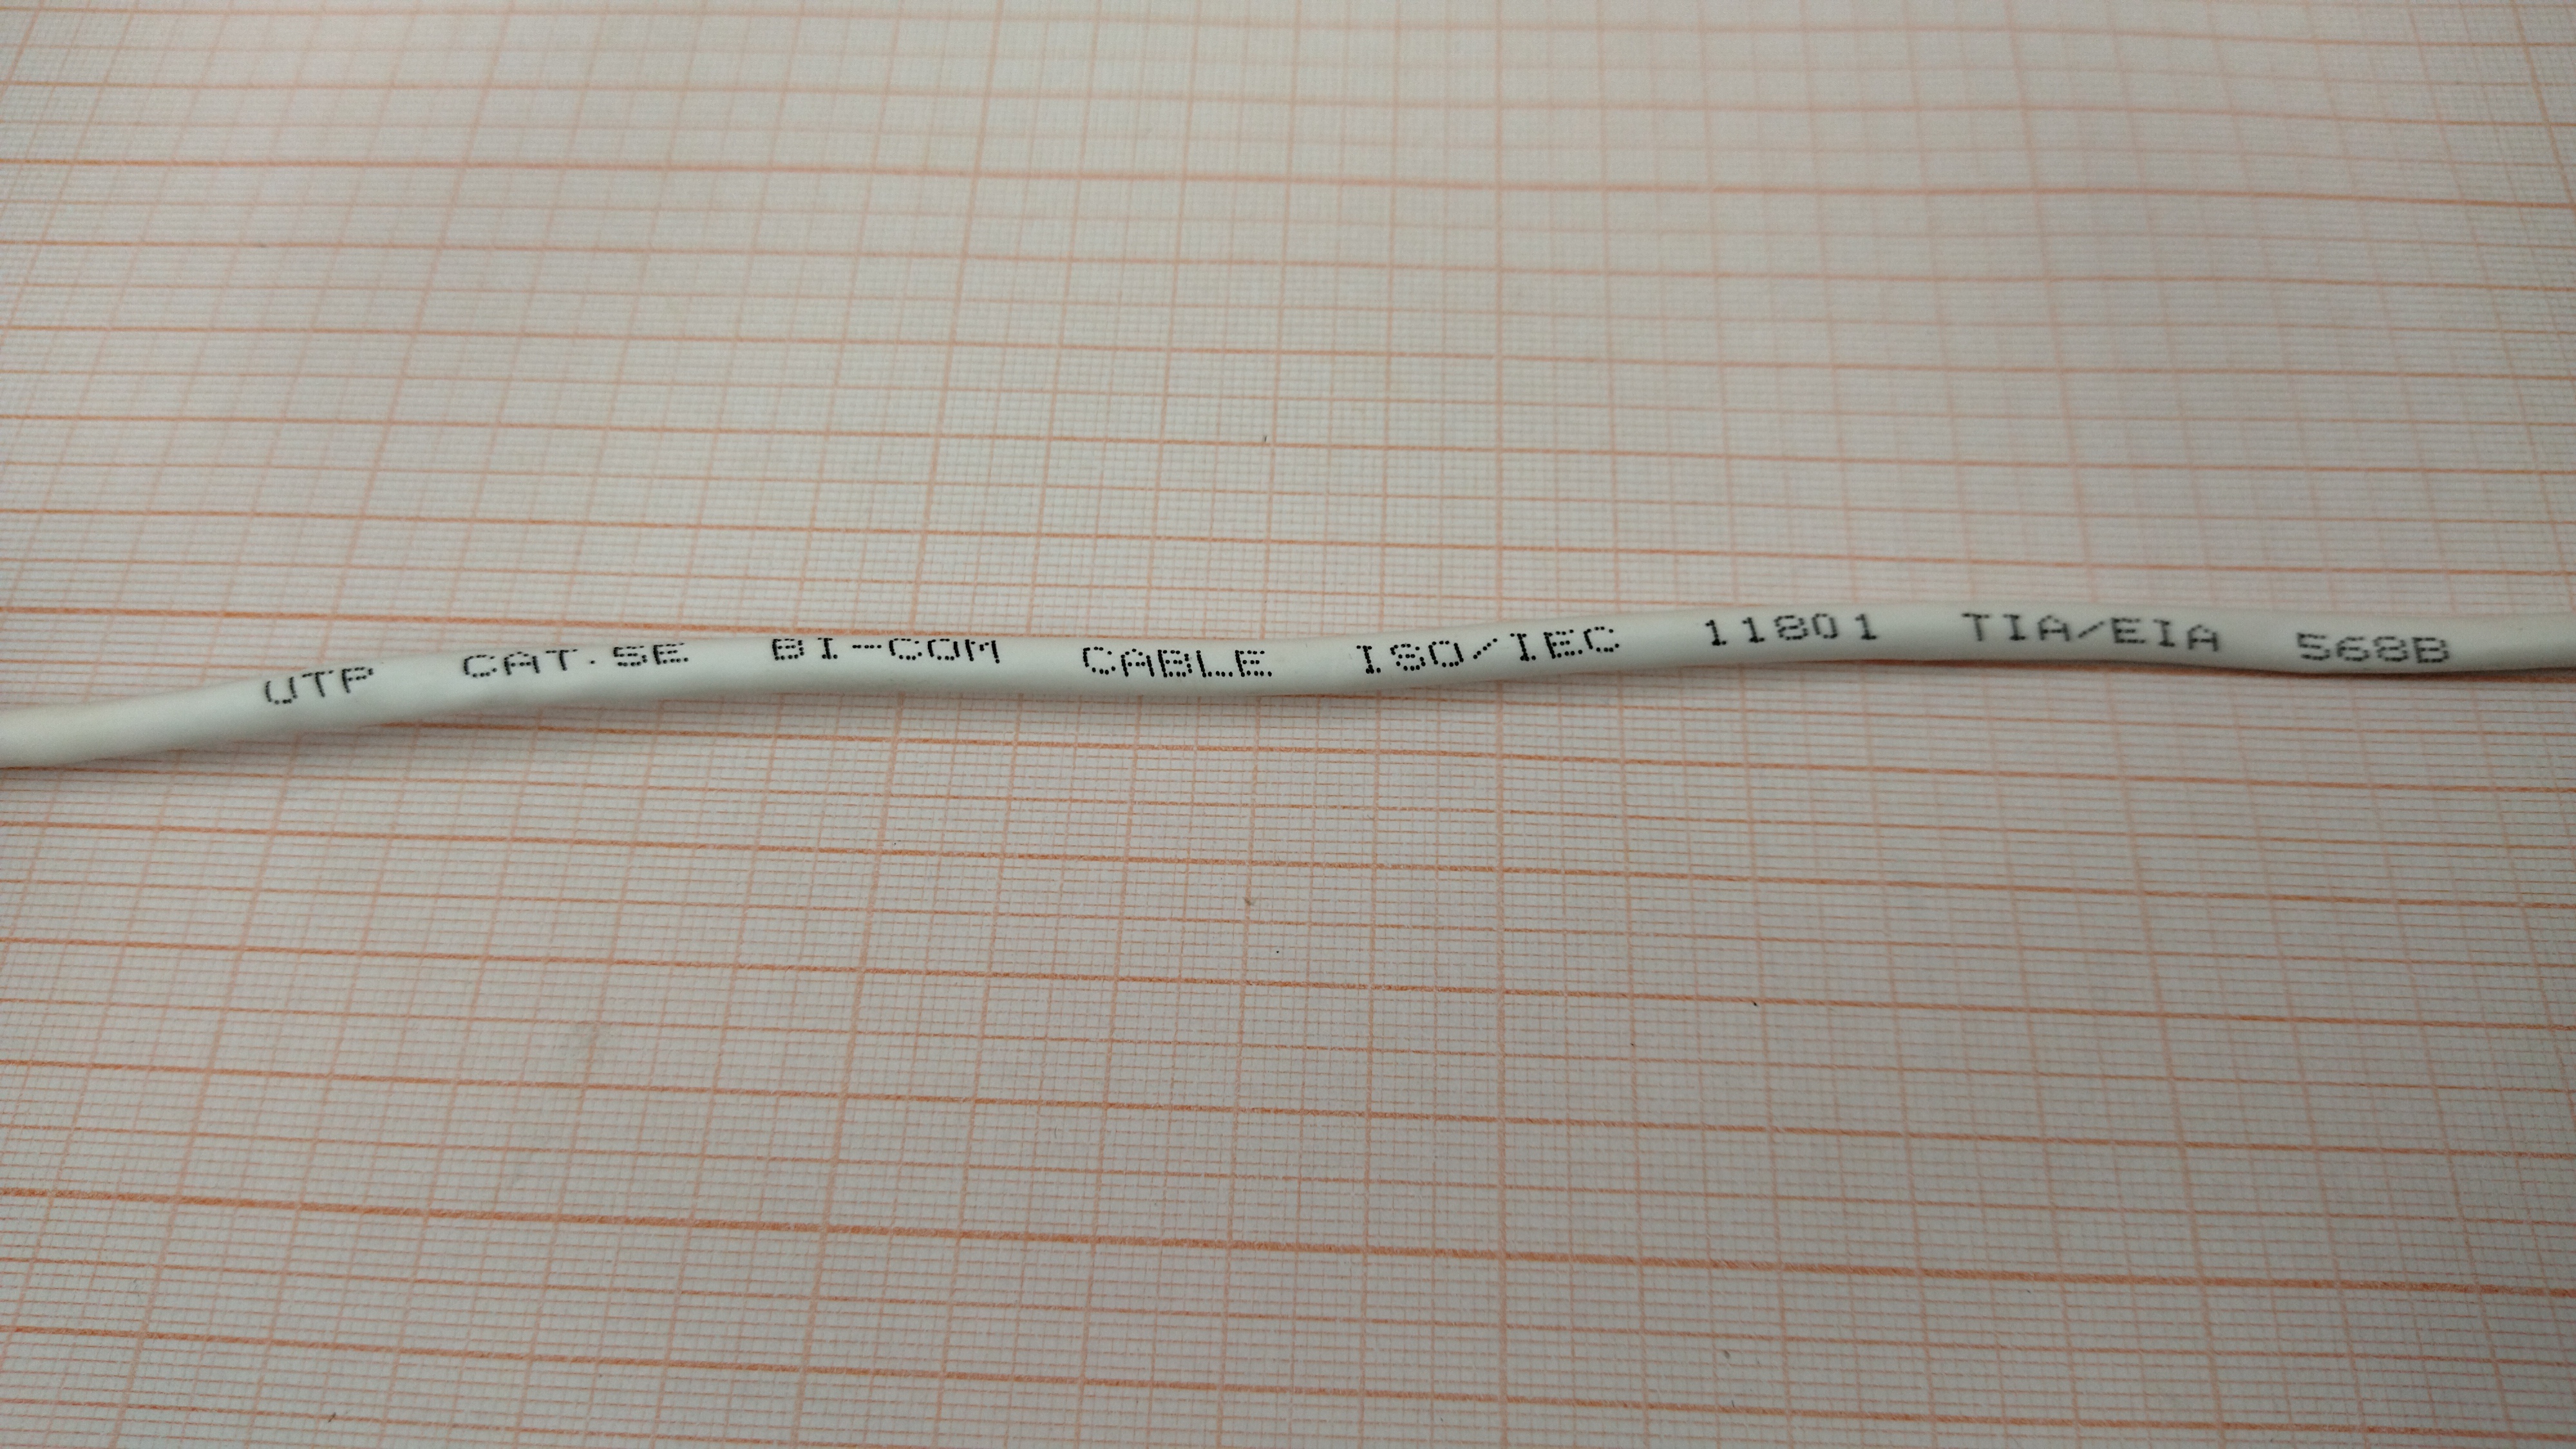 UTP CAT.5E BI-COM CABLE ISO/IEC 11801 TIA/EIA 568B